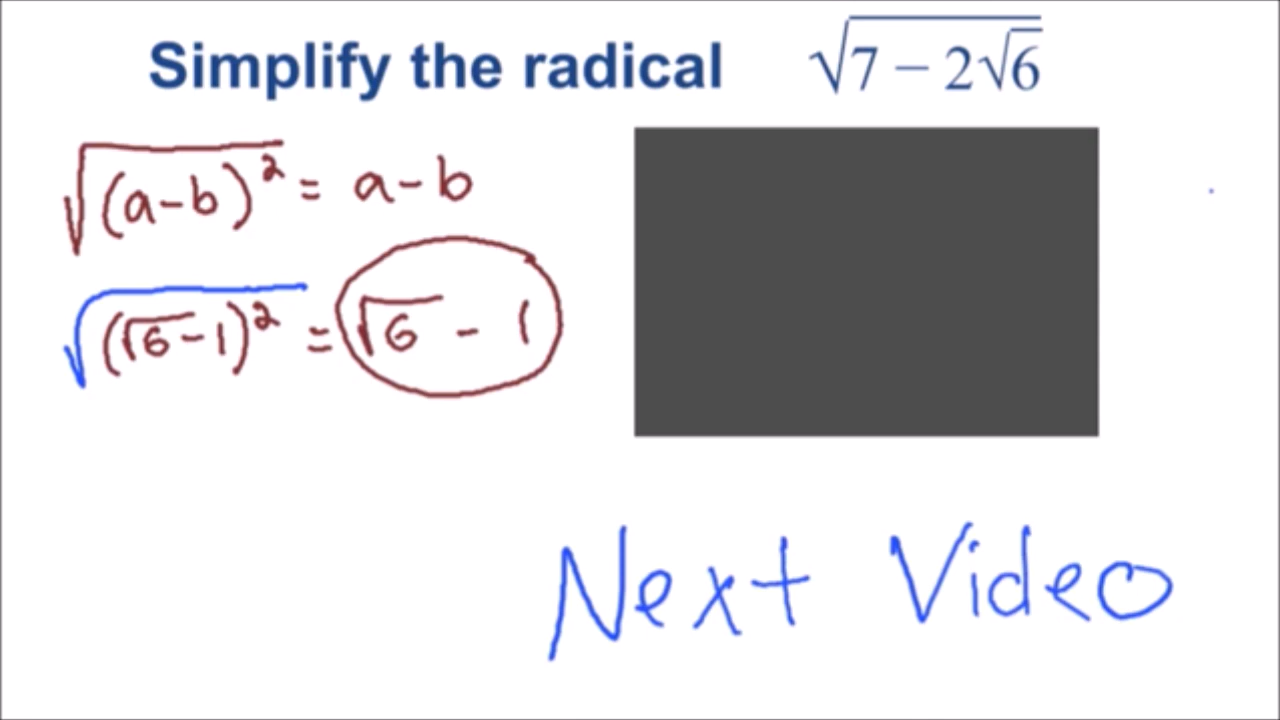 Simplify the radical √(7 − 2√6)
√((a-b)²) = a-b
√((√6-1)²) = √6 - 1
Next Video